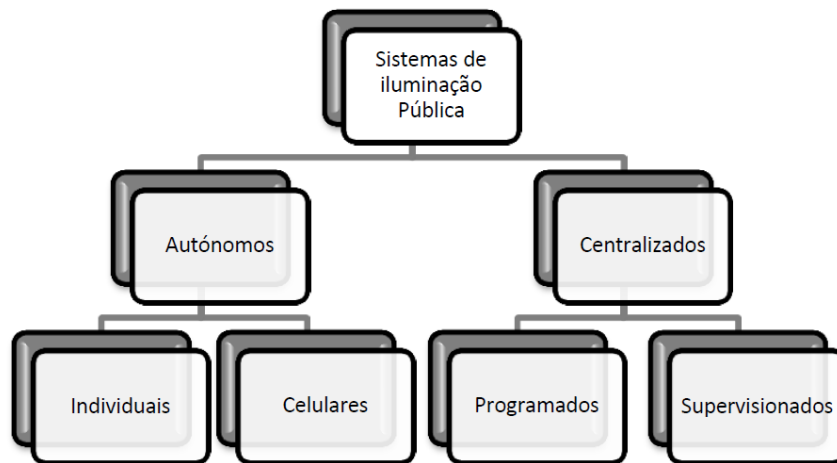 Sistemas de
iluminação
Pública
Autónomos
Centralizados
Individuais
Celulares
Programados
Supervisionados